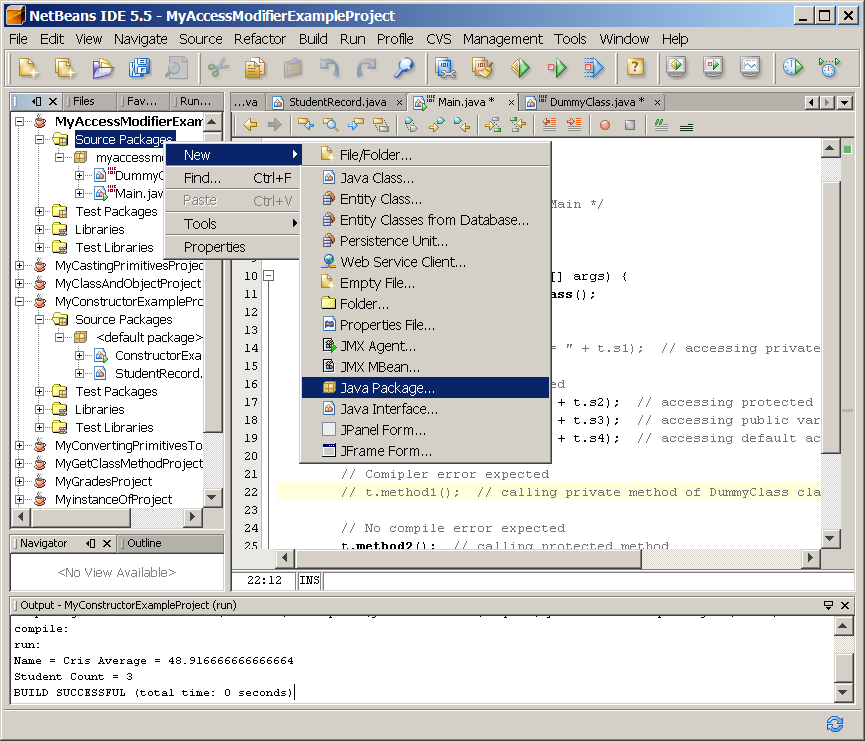 NetBeans IDE 5.5 - MyAccessModifierExampleProject
File Edit View Navigate Source Refactor Build Run Profile CVS Management Tools Window Help
Files Fav... Run...
...va StudentRecord.java × Main.java * × DummyClass.java * ×
MyAccessModifierExam
Source Packages
myaccessmo
DummyC
Main.jav
Test Packages
Libraries
Test Libraries
MyCastingPrimitivesProjec
MyClassAndObjectProject
MyConstructorExamplePro
Source Packages
<default package>
ConstructorExa
StudentRecord.
Test Packages
Libraries
Test Libraries
MyConvertingPrimitivesTo
MyGetClassMethodProject
MyGradesProject
MyinstanceOfProject
New
Find... Ctrl+F
Paste Ctrl+V
Tools
Properties
File/Folder...
Java Class...
Entity Class...
Entity Classes from Database...
Persistence Unit...
Web Service Client...
Empty File...
Folder...
Properties File...
JMX Agent...
JMX MBean...
Java Package...
Java Interface...
JPanel Form...
JFrame Form...
Main */
10 [] args) {
11 ass();
12
13
14 = " + t.s1); // accessing private
15
16 ed
17 + t.s2); // accessing protected
18 + t.s3); // accessing public var
19 + t.s4); // accessing default ac
20
21 // Comipler error expected
22 // t.method1(); // calling private method of DummyClass cla
23
24 // No compile error expected
25 t.method2(); // calling protected method
22:12 INS
Navigator Outline
<No View Available>
Output - MyConstructorExampleProject (run)
compile:
run:
Name = Cris Average = 48.916666666666664
Student Count = 3
BUILD SUCCESSFUL (total time: 0 seconds)